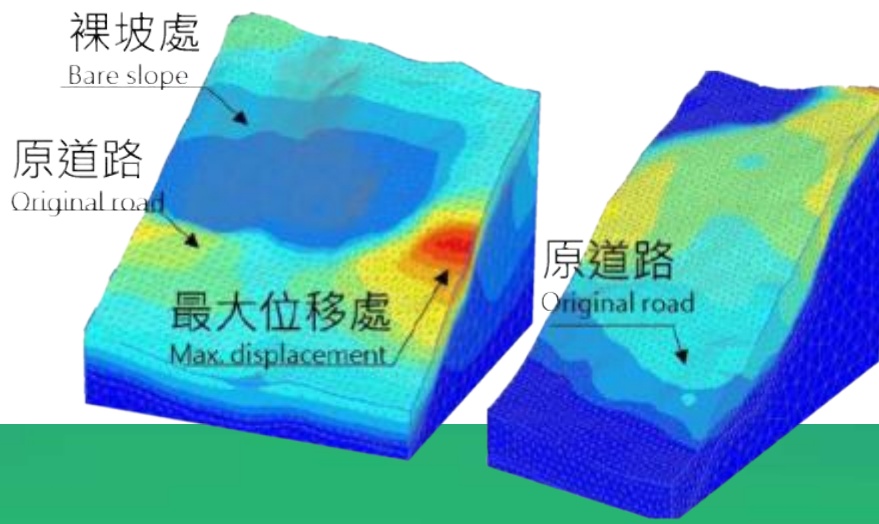 裸坡處
Bare slope
原道路
Original road
最大位移處
Max. displacement
原道路
Original road